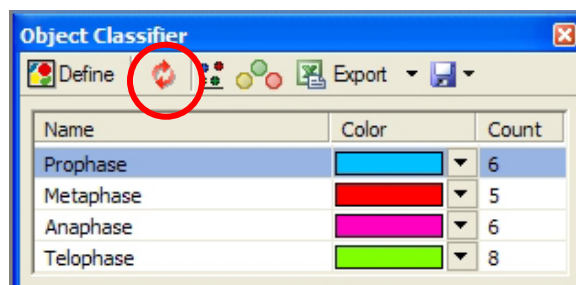 Object Classifier
Define Export
Name Color Count
Prophase 6
Metaphase 5
Anaphase 6
Telophase 8